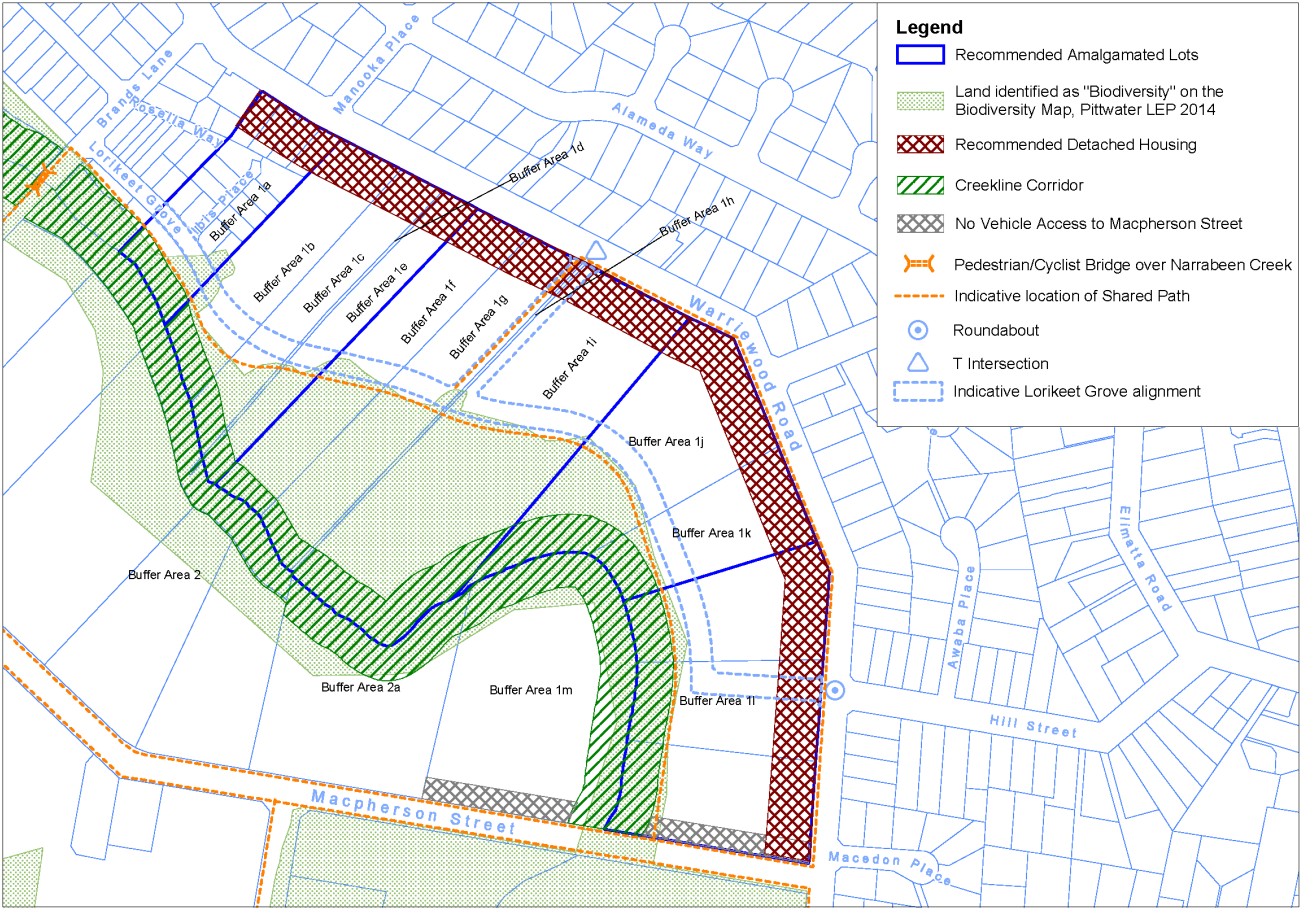 Legend
Recommended Amalgamated Lots
Land identified as "Biodiversity" on the
Biodiversity Map, Pittwater LEP 2014
Recommended Detached Housing
Creekline Corridor
No Vehicle Access to Macpherson Street
Pedestrian/Cyclist Bridge over Narrabeen Creek
Indicative location of Shared Path
Roundabout
T Intersection
Indicative Lorikeet Grove alignment
Brands Lane
Manooka Place
Rosella Way
Alameda Way
Lorikeet Grove
Ibis Place
Buffer Area 1a
Buffer Area 1b
Buffer Area 1c
Buffer Area 1d
Buffer Area 1e
Buffer Area 1f
Buffer Area 1g
Buffer Area 1h
Buffer Area 1i
Warriewood Road
Buffer Area 1j
Buffer Area 1k
Buffer Area 2
Buffer Area 2a
Buffer Area 1m
Buffer Area 1l
Elimatta Road
Awaba Place
Hill Street
Macpherson Street
Macedon Place